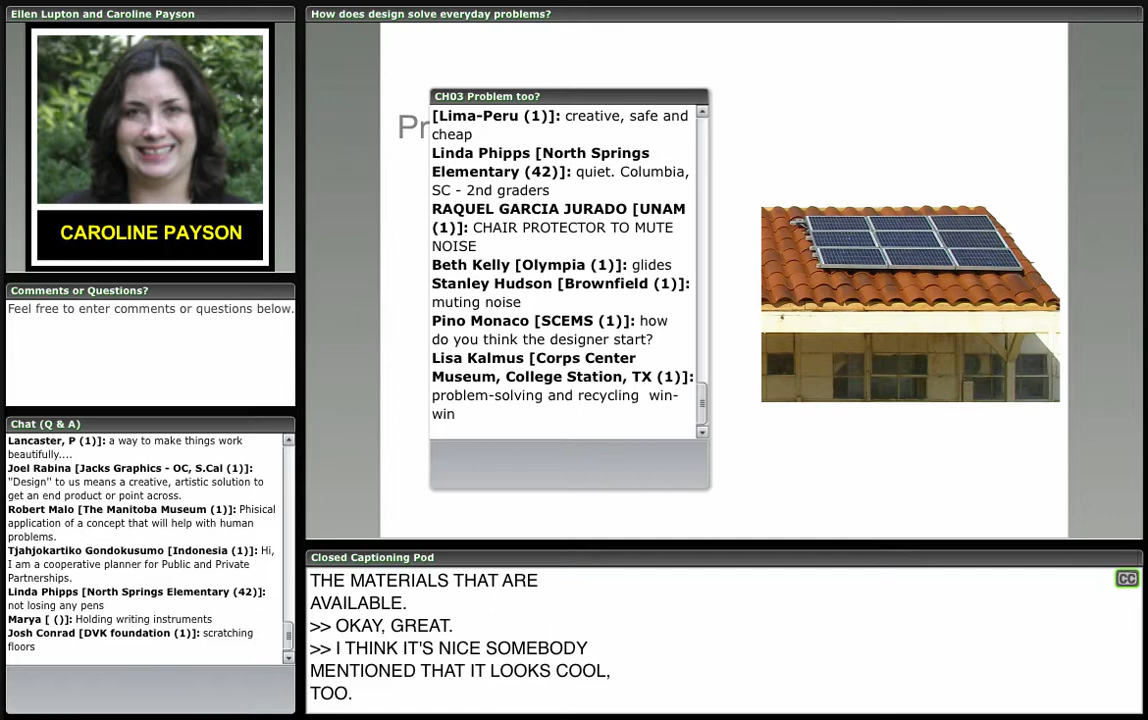 Ellen Lupton and Caroline Payson
CAROLINE PAYSON
Comments or Questions?
Feel free to enter comments or questions below.
Chat (Q & A)
Lancaster, P (1)]: a way to make things work
beautifully....
Joel Rabina [Jacks Graphics - OC, S.Cal (1)]:
"Design" to us means a creative, artistic solution to
get an end product or point across.
Robert Malo [The Manitoba Museum (1)]: Phisical
application of a concept that will help with human
problems.
Tjahjokartiko Gondokusumo [Indonesia (1)]: Hi,
I am a cooperative planner for Public and Private
Partnerships.
Linda Phipps [North Springs Elementary (42)]:
not losing any pens
Marya [ ()]: Holding writing instruments
Josh Conrad [DVK foundation (1)]: scratching
floors
How does design solve everyday problems?
Pr
CH03 Problem too?
[Lima-Peru (1)]: creative, safe and
cheap
Linda Phipps [North Springs
Elementary (42)]: quiet. Columbia,
SC - 2nd graders
RAQUEL GARCIA JURADO [UNAM
(1)]: CHAIR PROTECTOR TO MUTE
NOISE
Beth Kelly [Olympia (1)]: glides
Stanley Hudson [Brownfield (1)]:
muting noise
Pino Monaco [SCEMS (1)]: how
do you think the designer start?
Lisa Kalmus [Corps Center
Museum, College Station, TX (1)]:
problem-solving and recycling win-
win
Closed Captioning Pod
CC
THE MATERIALS THAT ARE
AVAILABLE.
>> OKAY, GREAT.
>> I THINK IT'S NICE SOMEBODY
MENTIONED THAT IT LOOKS COOL,
TOO.